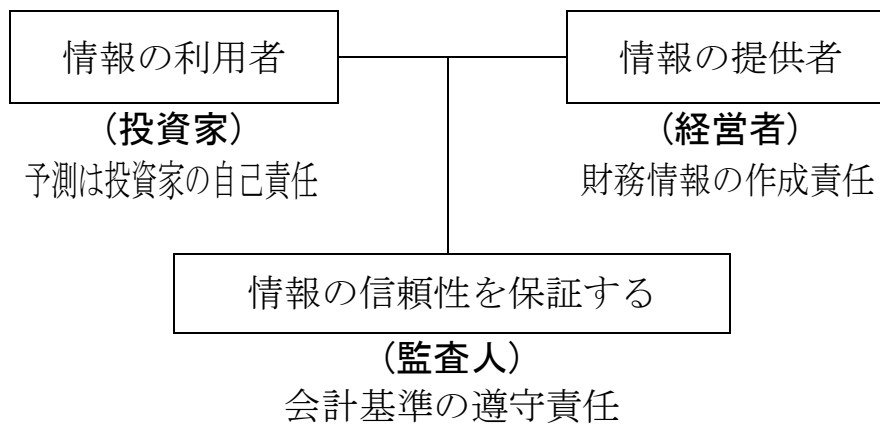 情報の利用者
情報の提供者
(投資家)
(経営者)
予測は投資家の自己責任
財務情報の作成責任
情報の信頼性を保証する
(監査人)
会計基準の遵守責任